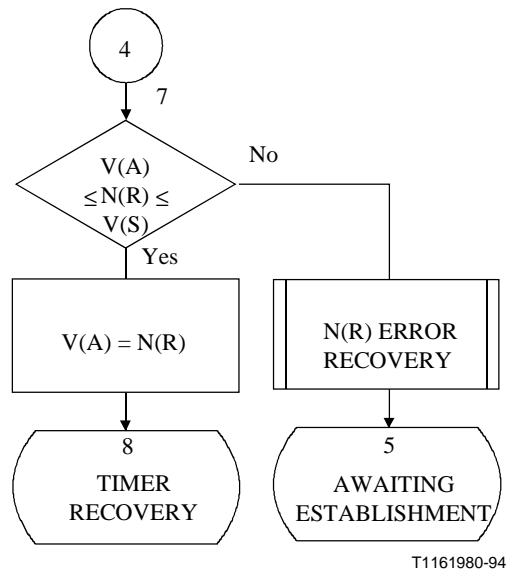 4
7
V(A)
≤ N(R) ≤
V(S)
No
Yes
V(A) = N(R)
N(R) ERROR
RECOVERY
8
TIMER
RECOVERY
5
AWAITING
ESTABLISHMENT
T1161980-94